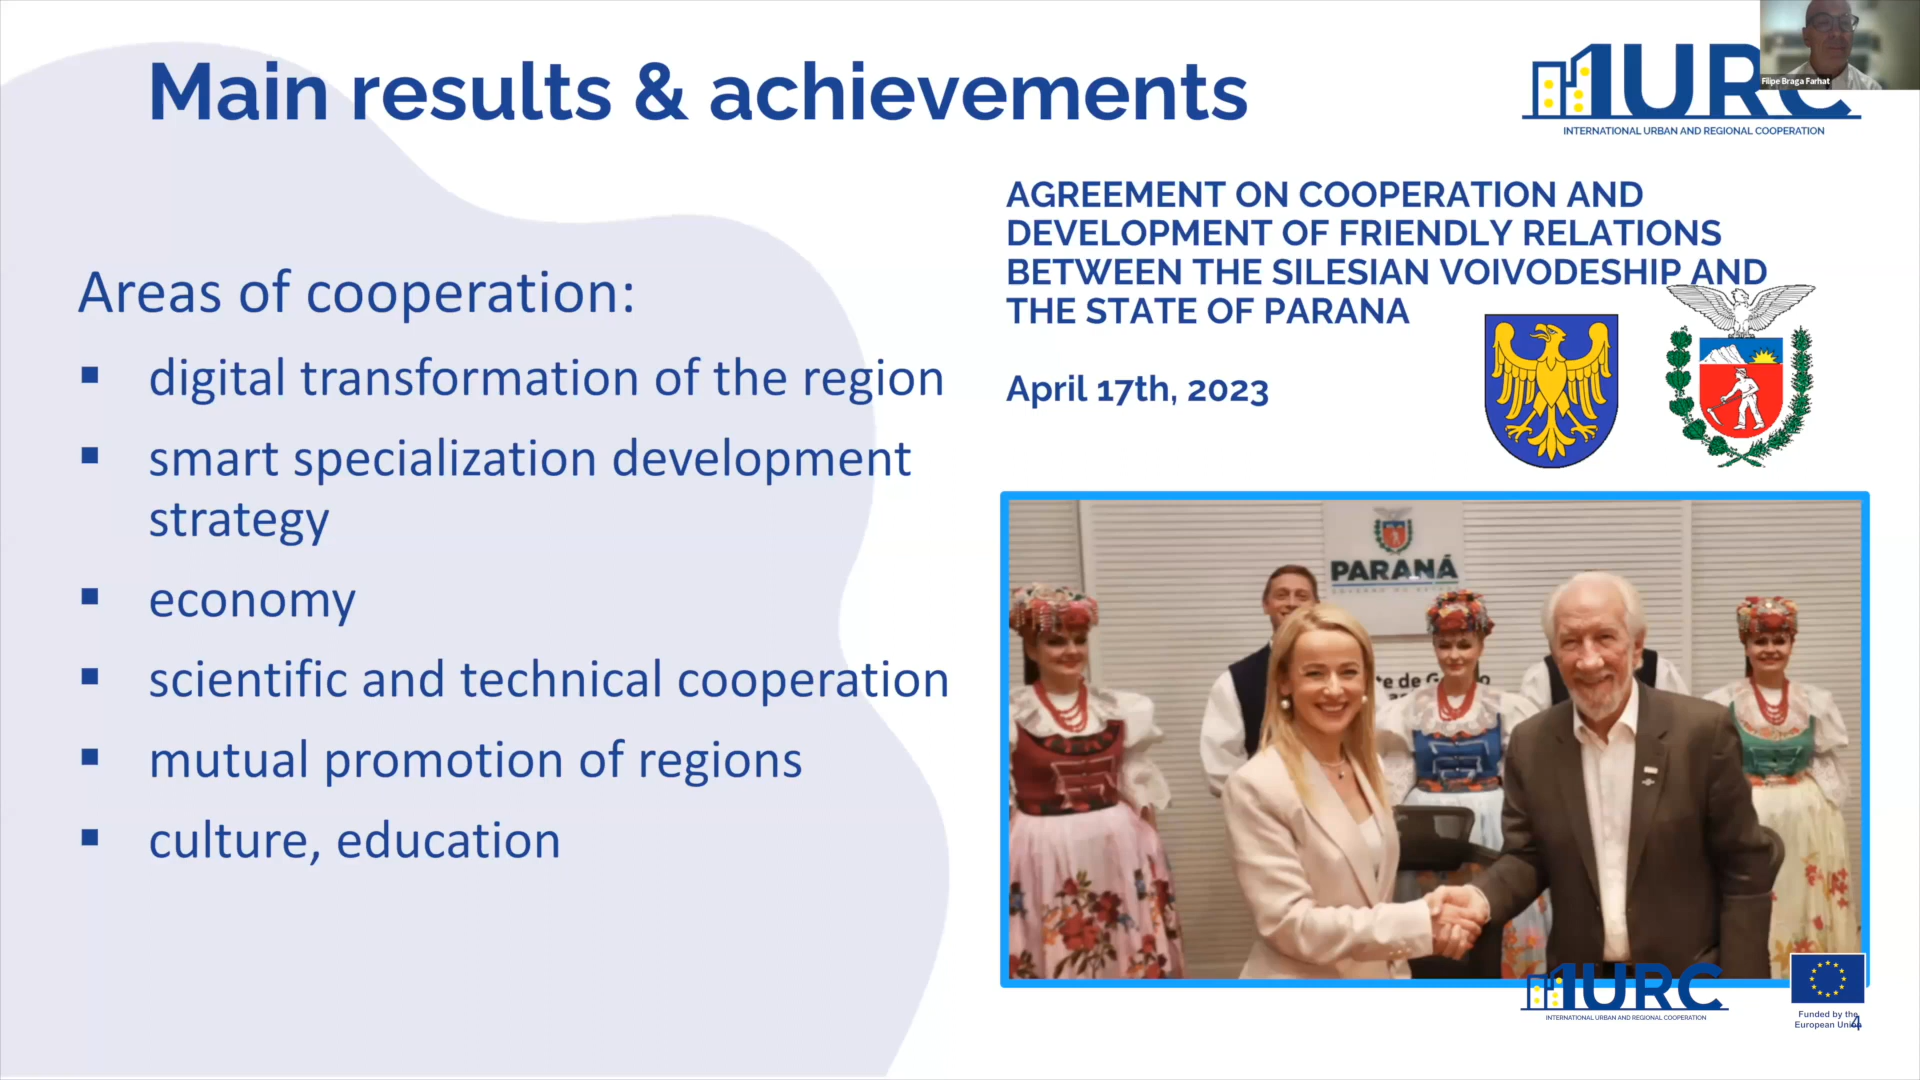 Main results & achievements
IURC
INTERNATIONAL URBAN AND REGIONAL COOPERATION
Filipe Braga Farhat
AGREEMENT ON COOPERATION AND
DEVELOPMENT OF FRIENDLY RELATIONS
BETWEEN THE SILESIAN VOIVODESHIP AND
THE STATE OF PARANA
April 17th, 2023
Areas of cooperation:
▪ digital transformation of the region
▪ smart specialization development
strategy
▪ economy
▪ scientific and technical cooperation
▪ mutual promotion of regions
▪ culture, education
PARANÁ
GOVERNO DO ESTADO
IURC
INTERNATIONAL URBAN AND REGIONAL COOPERATION
Funded by the
European Union
4